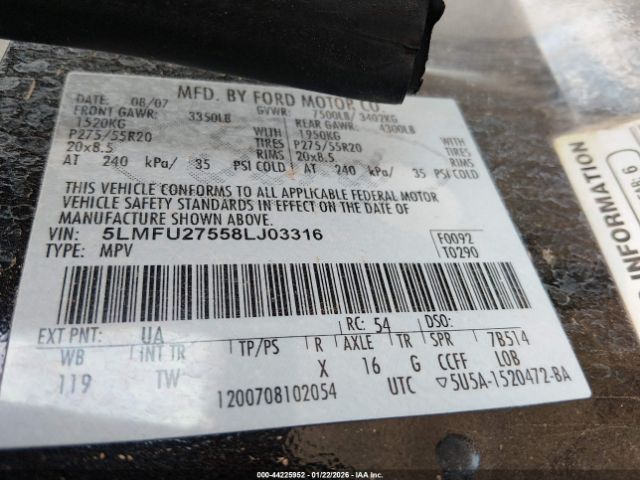 MFD. BY FORD MOTOR CO.
DATE: 08/07 GVWR: 7500LB/ 3402KG
FRONT GAWR: 3350LB REAR GAWR: 4300LB
1520KG WITH 1950KG WITH
P275/55R20 TIRES P275/55R20 TIRES
20x8.5 RIMS 20x8.5 RIMS
AT 240 kPa/ 35 PSI COLD AT 240 kPa/ 35 PSI COLD
THIS VEHICLE CONFORMS TO ALL APPLICABLE FEDERAL MOTOR
VEHICLE SAFETY STANDARDS IN EFFECT ON THE DATE OF
MANUFACTURE SHOWN ABOVE.
VIN: 5LMFU27558LJ03316 F0092
TYPE: MPV T0290
EXT PNT: UA RC: 54 DSO:
WB INT TR TP/PS R AXLE TR SPR 7B514
119 TW X 16 G CCFF LOB
1200708102054 UTC ▽5U5A-1520472-BA
INFORMATION
000-44225952 | 01/22/2026 | IAAI.COM